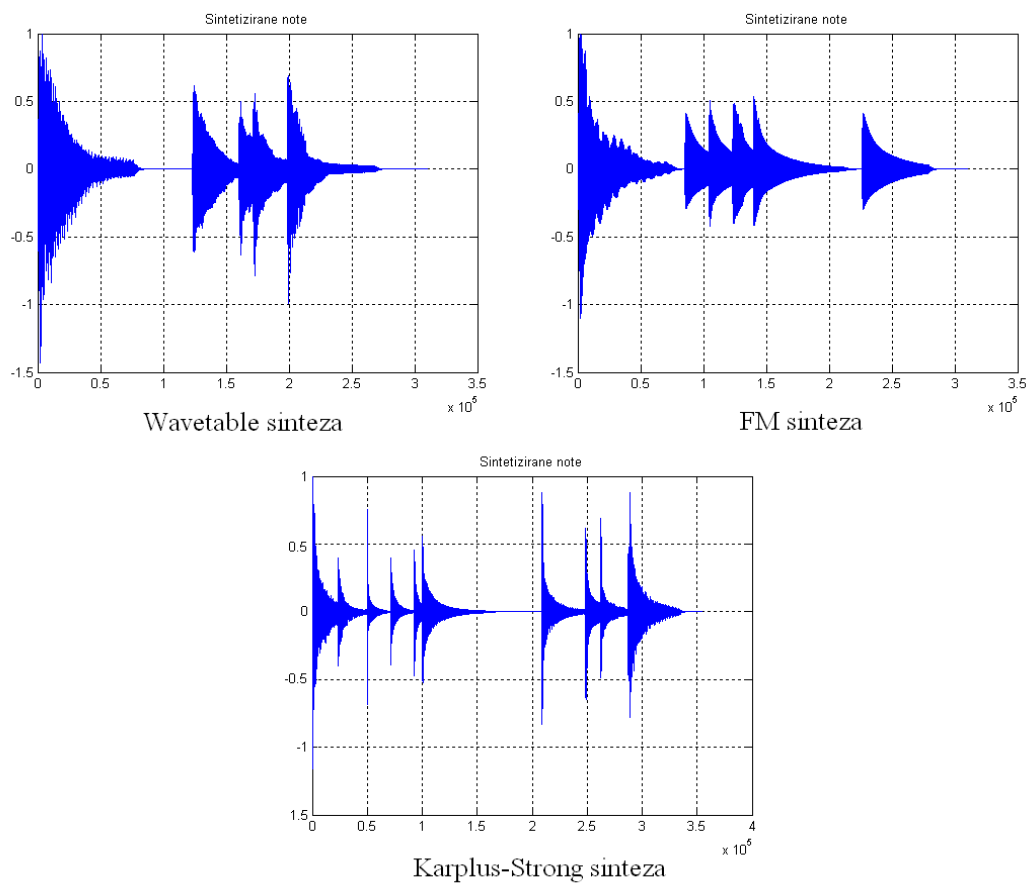 Sintetizirane note
1
0.5
0
-0.5
-1
-1.5
0 0.5 1 1.5 2 2.5 3 3.5
x 10^5
Wavetable sinteza
Sintetizirane note
1
0.5
0
-0.5
-1
-1.5
0 0.5 1 1.5 2 2.5 3 3.5
x 10^5
FM sinteza
Sintetizirane note
1
0.5
0
-0.5
-1
1.5
0 0.5 1 1.5 2 2.5 3 3.5 4
x 10^5
Karplus-Strong sinteza